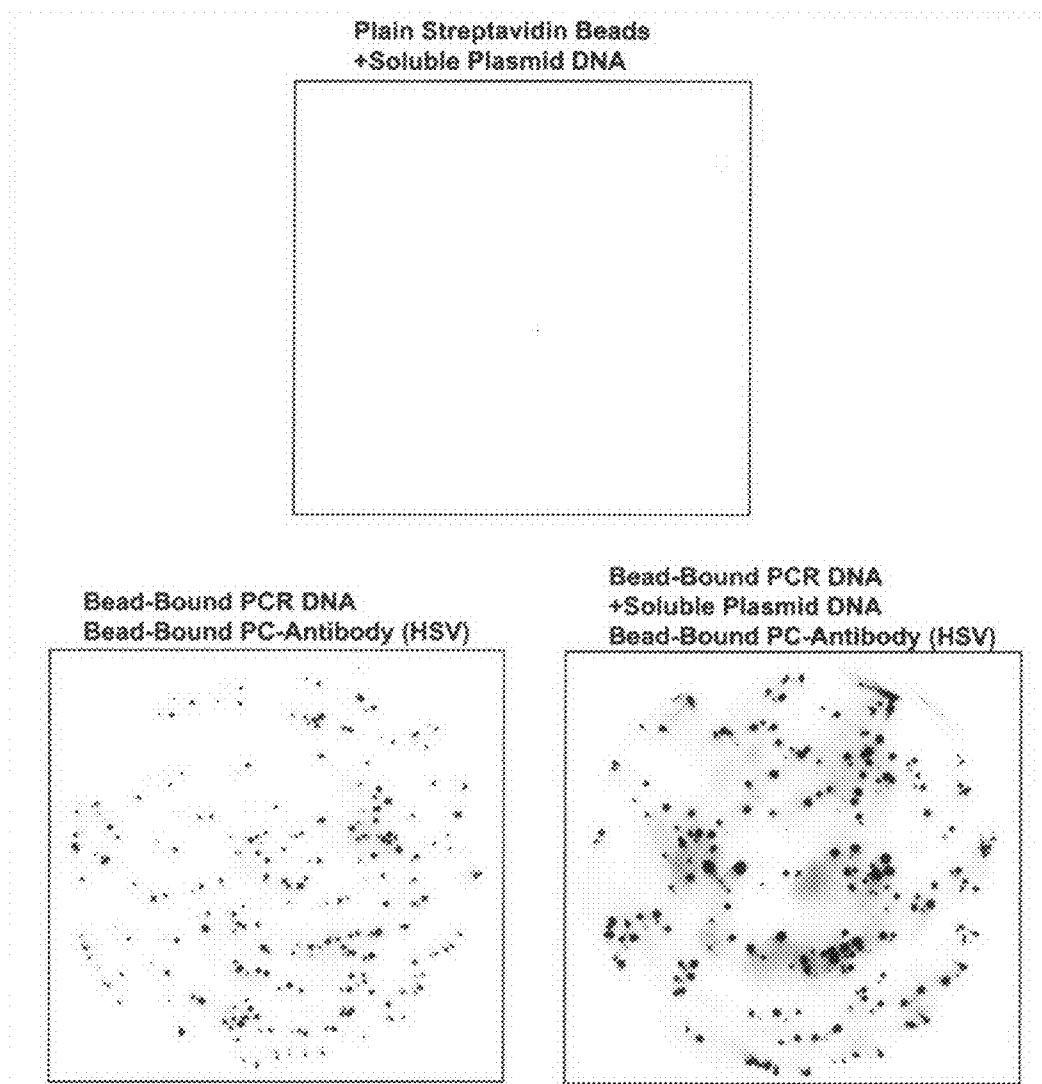 Plain Streptavidin Beads
+Soluble Plasmid DNA
Bead-Bound PCR DNA
Bead-Bound PC-Antibody (HSV)
Bead-Bound PCR DNA
+Soluble Plasmid DNA
Bead-Bound PC-Antibody (HSV)